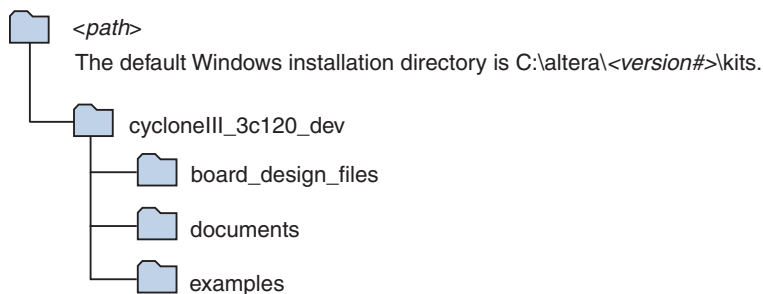 <path>
The default Windows installation directory is C:\altera\<version#>\kits.
cycloneIII_3c120_dev
board_design_files
documents
examples